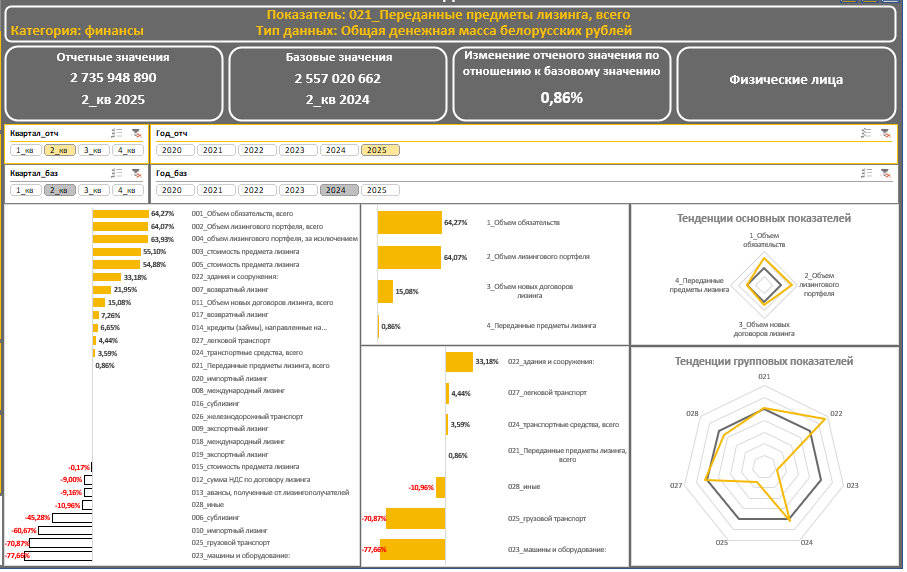 Показатель: 021_Переданные предметы лизинга, всего
Категория: финансы
Тип данных: Общая денежная масса белорусских рублей
Отчетные значения
2 735 948 890
2_кв 2025
Базовые значения
2 557 020 662
2_кв 2024
Изменение отченого значения по
отношению к базовому значению
0,86%
Физические лица
Квартал_отч
1_кв 2_кв 3_кв 4_кв
Год_отч
2020 2021 2022 2023 2024 2025
Квартал_баз
1_кв 2_кв 3_кв 4_кв
Год_баз
2020 2021 2022 2023 2024 2025
64,27% 001_Объем обязательств, всего
64,07% 002_Объем лизингового портфеля, всего
63,93% 004_объем лизингового портфеля, за исключением
55,10% 003_стоимость предмета лизинга
54,88% 005_стоимость предмета лизинга
33,18% 022_здания и сооружения:
21,95% 007_возвратный лизинг
15,08% 011_Объем новых договоров лизинга, всего
7,26% 017_возвратный лизинг
6,65% 014_кредиты (займы), направленные на...
4,44% 027_легковой транспорт
3,59% 024_транспортные средства, всего
0,86% 021_Переданные предметы лизинга, всего
020_импортный лизинг
008_международный лизинг
016_сублизинг
026_железнодорожный транспорт
009_экспортный лизинг
018_международный лизинг
019_экспортный лизинг
-0,17% 015_стоимость предмета лизинга
-9,00% 012_сумма НДС по договору лизинга
-9,16% 013_авансы, полученные от лизингополучателей
-10,96% 028_иные
-45,28% 006_сублизинг
-60,67% 010_импортный лизинг
-70,87% 025_грузовой транспорт
-77,66% 023_машины и оборудование:
64,27% 1_Объем обязательств
64,07% 2_Объем лизингового портфеля
15,08% 3_Объем новых договоров
лизинга
0,86% 4_Переданные предметы лизинга
33,18% 022_здания и сооружения:
4,44% 027_легковой транспорт
3,59% 024_транспортные средства, всего
0,86% 021_Переданные предметы лизинга,
всего
-10,96% 028_иные
-70,87% 025_грузовой транспорт
-77,66% 023_машины и оборудование:
Тенденции основных показателей
1_Объем
обязательств
2_Объем
лизингового
портфеля
3_Объем новых
договоров лизинга
4_Переданные
предметы лизинга
Тенденции групповых показателей
021
022
023
024
025
027
028